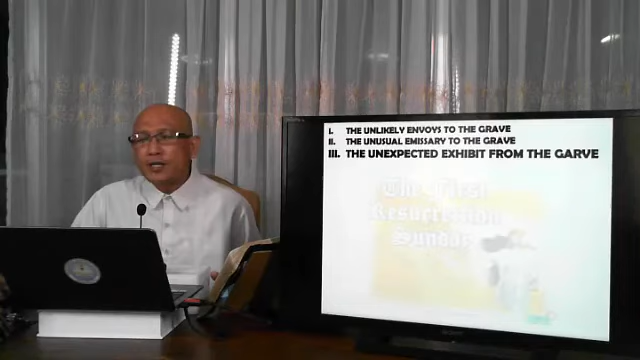 I. THE UNLIKELY ENVOYS TO THE GRAVE
II. THE UNUSUAL EMISSARY TO THE GRAVE
III. THE UNEXPECTED EXHIBIT FROM THE GARVE
The First
Resurrection
Sunday